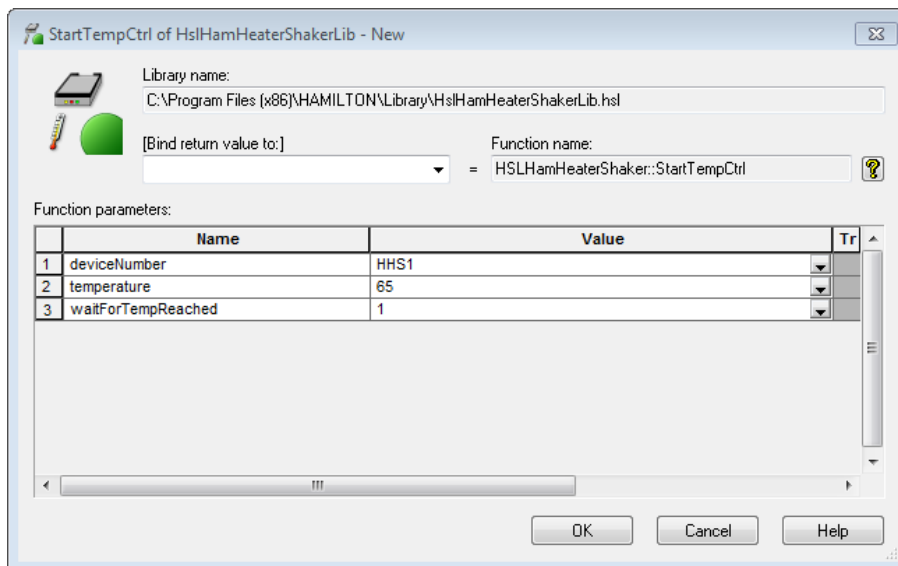 StartTempCtrl of HslHamHeaterShakerLib - New
Library name:
C:\Program Files (x86)\HAMILTON\Library\HslHamHeaterShakerLib.hsl
[Bind return value to:] Function name:
= HSLHamHeaterShaker::StartTempCtrl
Function parameters:
Name Value Tr
1 deviceNumber HHS1
2 temperature 65
3 waitForTempReached 1
OK Cancel Help